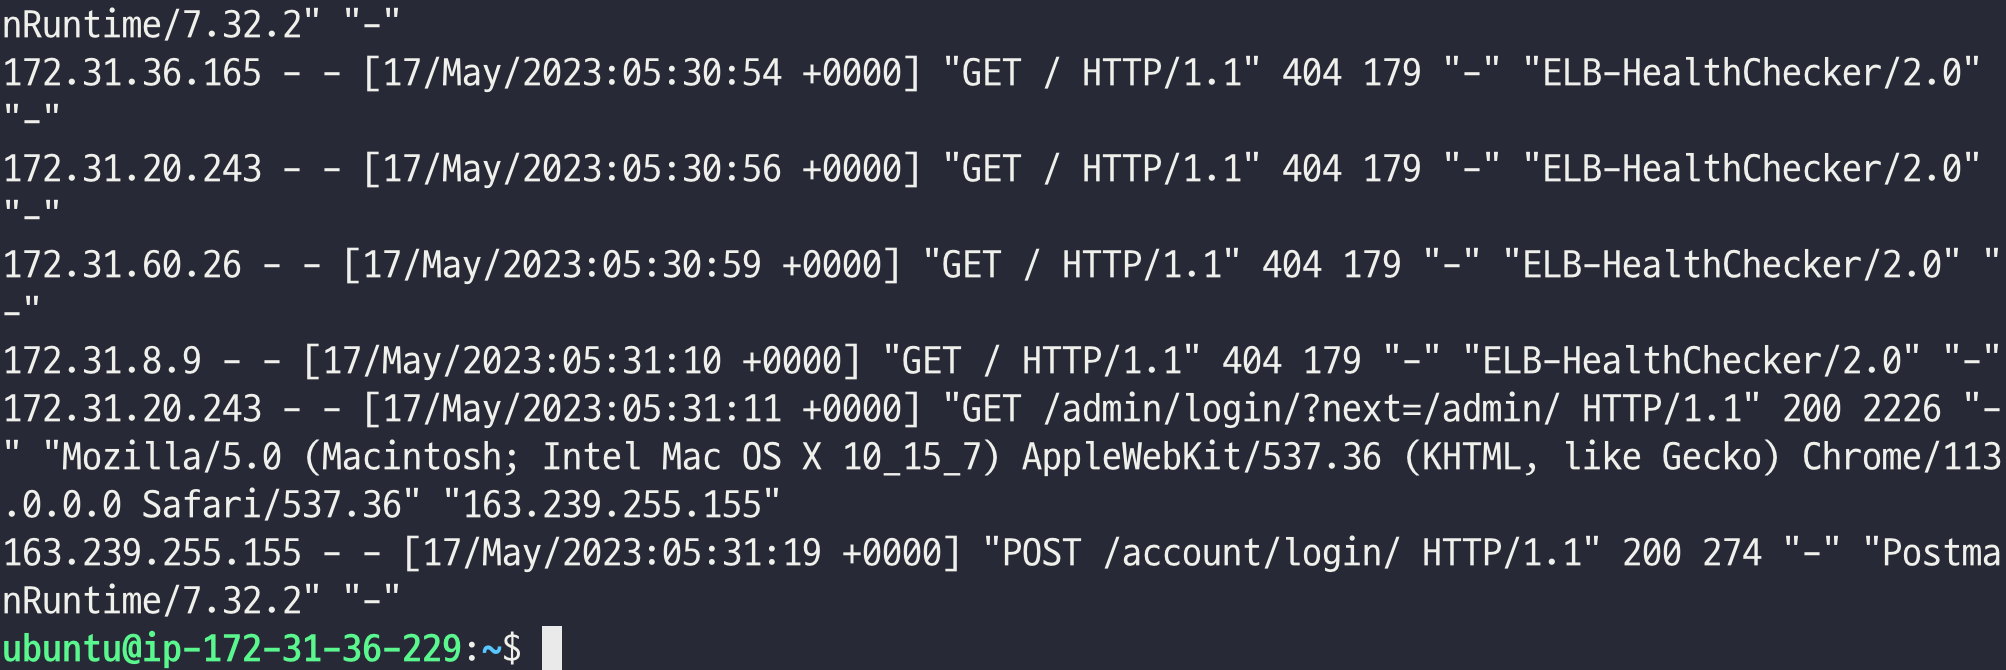 nRuntime/7.32.2" "-"
172.31.36.165 - - [17/May/2023:05:30:54 +0000] "GET / HTTP/1.1" 404 179 "-" "ELB-HealthChecker/2.0"
"-"
172.31.20.243 - - [17/May/2023:05:30:56 +0000] "GET / HTTP/1.1" 404 179 "-" "ELB-HealthChecker/2.0"
"-"
172.31.60.26 - - [17/May/2023:05:30:59 +0000] "GET / HTTP/1.1" 404 179 "-" "ELB-HealthChecker/2.0" "
-"
172.31.8.9 - - [17/May/2023:05:31:10 +0000] "GET / HTTP/1.1" 404 179 "-" "ELB-HealthChecker/2.0" "-"
172.31.20.243 - - [17/May/2023:05:31:11 +0000] "GET /admin/login/?next=/admin/ HTTP/1.1" 200 2226 "-
" "Mozilla/5.0 (Macintosh; Intel Mac OS X 10_15_7) AppleWebKit/537.36 (KHTML, like Gecko) Chrome/113
.0.0.0 Safari/537.36" "163.239.255.155"
163.239.255.155 - - [17/May/2023:05:31:19 +0000] "POST /account/login/ HTTP/1.1" 200 274 "-" "Postma
nRuntime/7.32.2" "-"
ubuntu@ip-172-31-36-229:~$